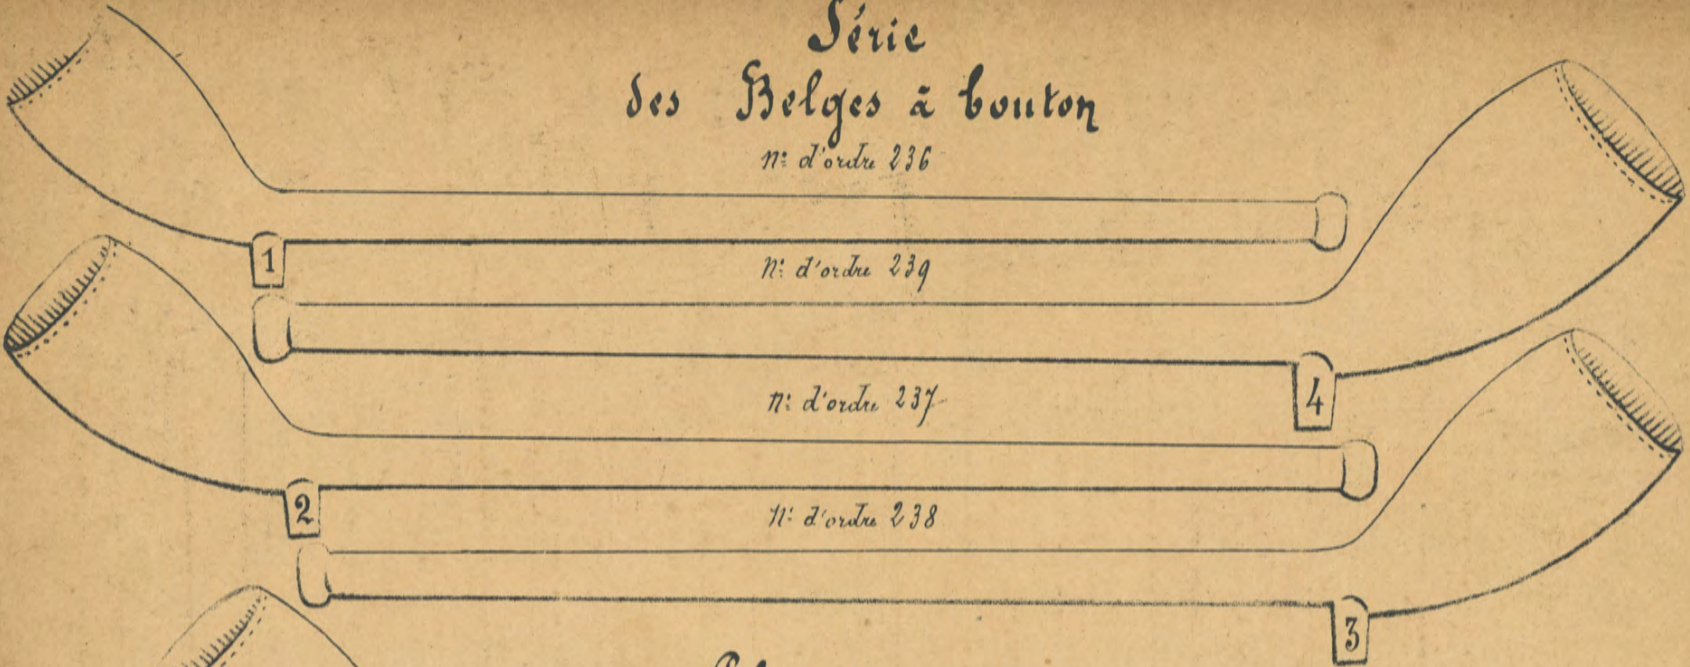 Série
des Belges à bouton
N° d'ordre 236
1
N° d'ordre 239
4
N° d'ordre 237
2
N° d'ordre 238
3